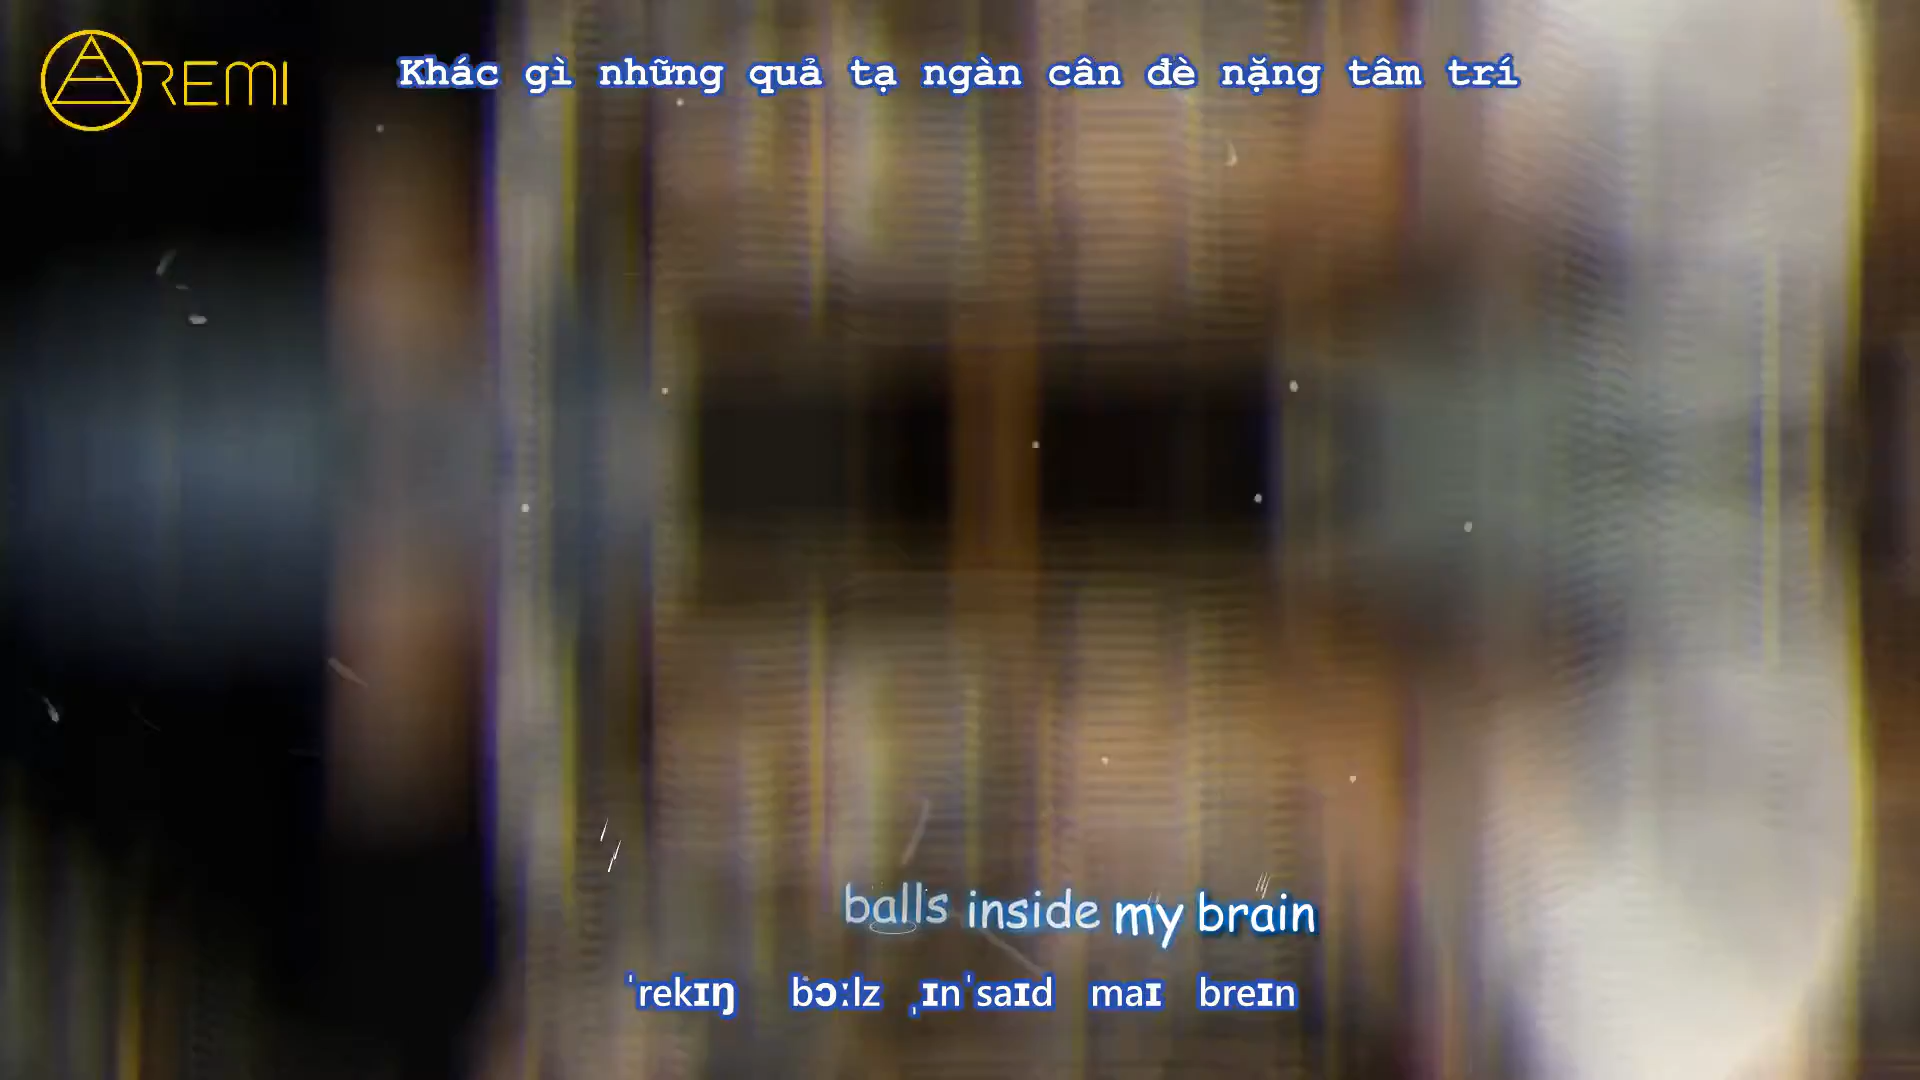 AREMI
Khác gì những quả tạ ngàn cân đè nặng tâm trí
balls inside my brain
ˈrekɪŋ bɔːlz ˌɪnˈsaɪd maɪ breɪn